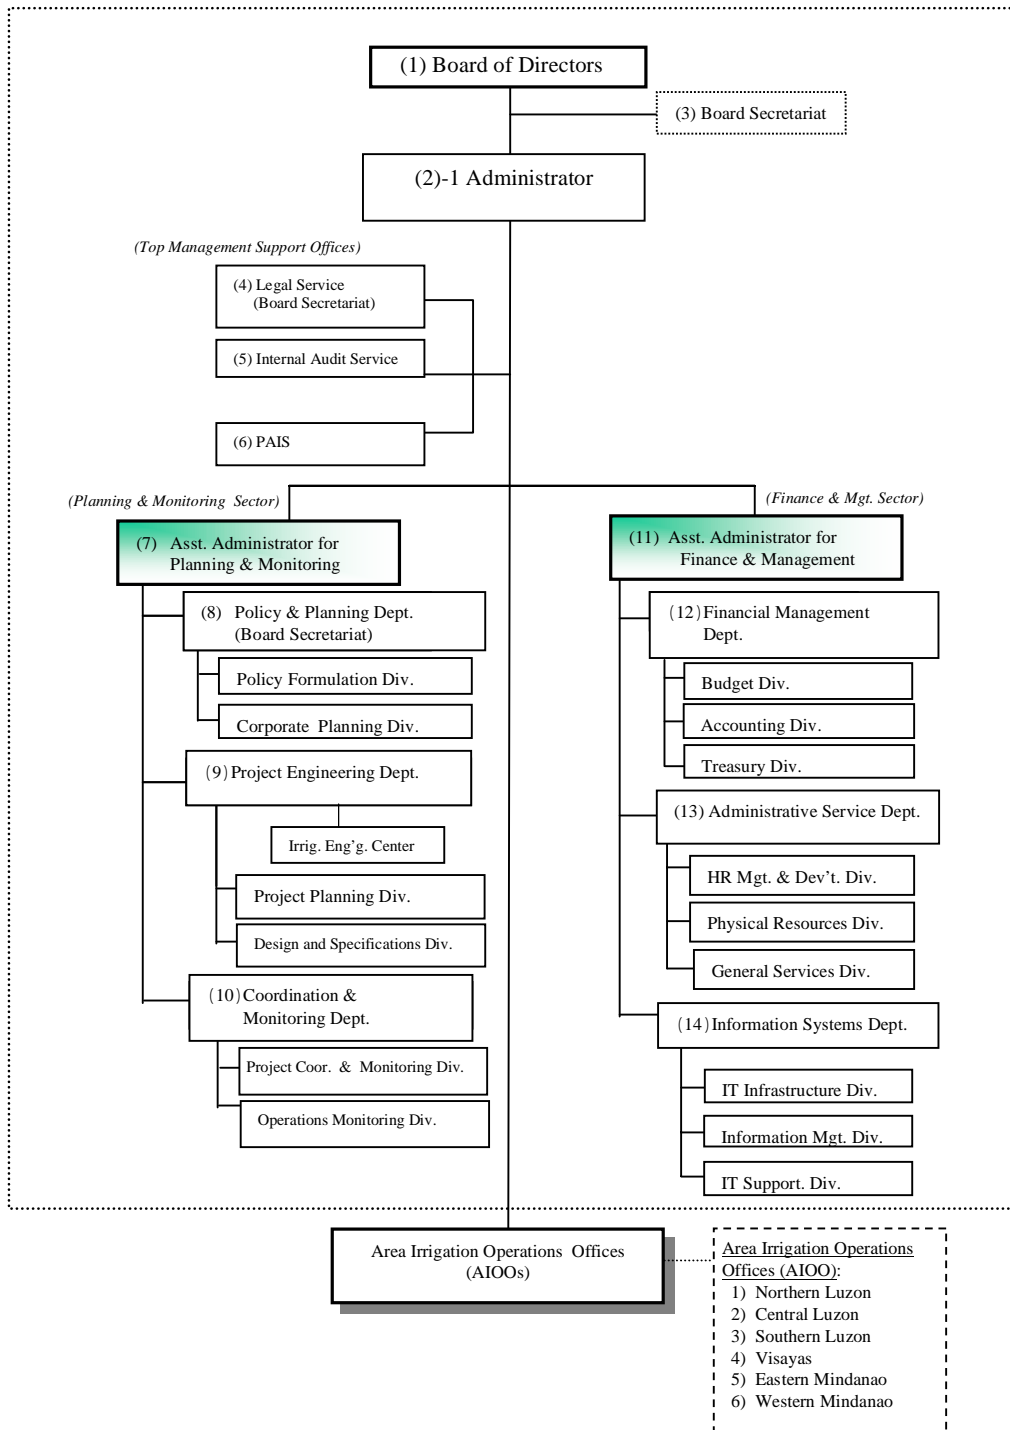 (1) Board of Directors
(3) Board Secretariat
(2)-1 Administrator
(Top Management Support Offices)
(4) Legal Service
(Board Secretariat)
(5) Internal Audit Service
(6) PAIS
(Planning & Monitoring Sector)
(7) Asst. Administrator for
Planning & Monitoring
(8) Policy & Planning Dept.
(Board Secretariat)
Policy Formulation Div.
Corporate Planning Div.
(9) Project Engineering Dept.
Irrig. Eng'g. Center
Project Planning Div.
Design and Specifications Div.
(10) Coordination &
Monitoring Dept.
Project Coor. & Monitoring Div.
Operations Monitoring Div.
(Finance & Mgt. Sector)
(11) Asst. Administrator for
Finance & Management
(12) Financial Management
Dept.
Budget Div.
Accounting Div.
Treasury Div.
(13) Administrative Service Dept.
HR Mgt. & Dev't. Div.
Physical Resources Div.
General Services Div.
(14) Information Systems Dept.
IT Infrastructure Div.
Information Mgt. Div.
IT Support. Div.
Area Irrigation Operations Offices
(AIOOs)
Area Irrigation Operations
Offices (AIOO):
1) Northern Luzon
2) Central Luzon
3) Southern Luzon
4) Visayas
5) Eastern Mindanao
6) Western Mindanao